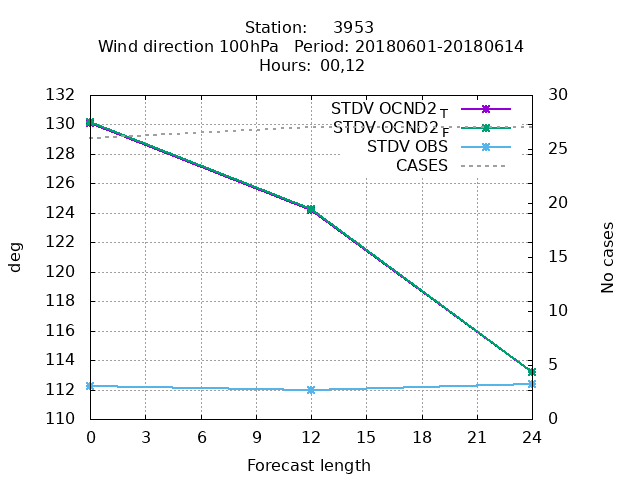 Station:     3953
Wind direction 100hPa   Period: 20180601-20180614
Hours:  00,12
132
130
128
126
124
122
120
118
116
114
112
110
deg
30
25
20
15
10
5
0
No cases
STDV OCND2_T
STDV OCND2_F
STDV OBS
CASES
0 3 6 9 12 15 18 21 24
Forecast length